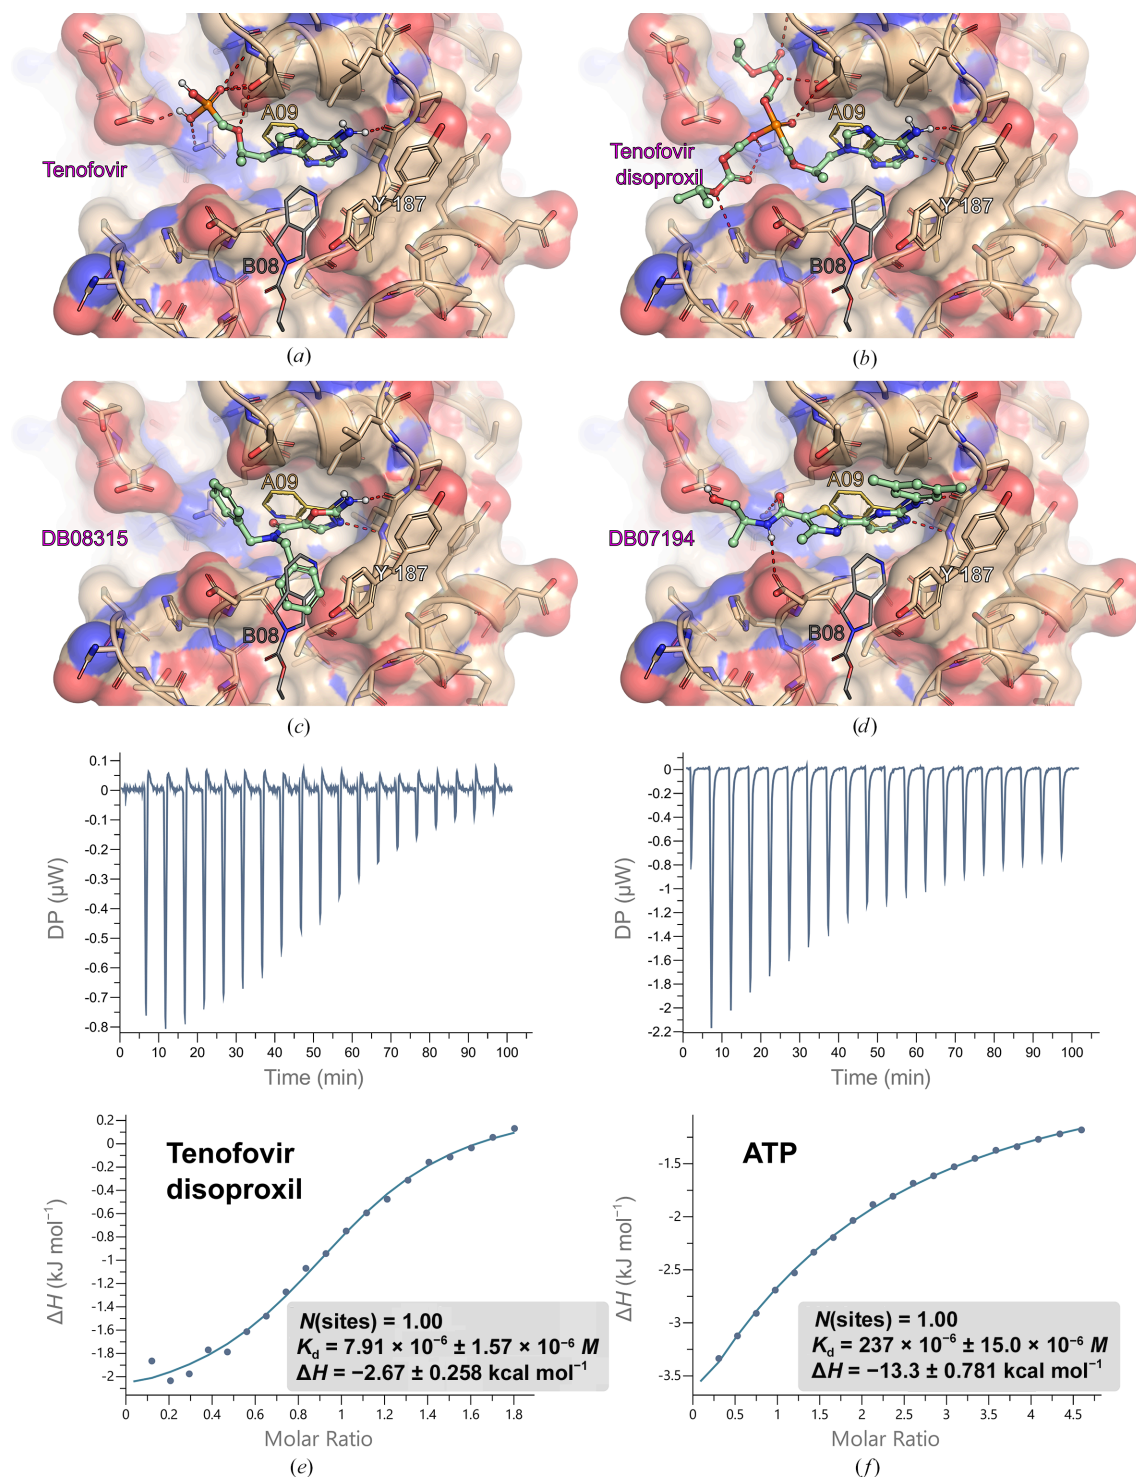 A09
Tenofovir
Y 187
B08
(a)
A09
Tenofovir
disoproxil
Y 187
B08
(b)
A09
DB08315
Y 187
B08
(c)
A09
DB07194
Y 187
B08
(d)
DP (µW)
0.1
0
-0.1
-0.2
-0.3
-0.4
-0.5
-0.6
-0.7
-0.8
0 10 20 30 40 50 60 70 80 90 100
Time (min)
DP (µW)
0
-0.2
-0.4
-0.6
-0.8
-1
-1.2
-1.4
-1.6
-1.8
-2
-2.2
0 10 20 30 40 50 60 70 80 90 100
Time (min)
ΔH (kJ mol⁻¹)
0.2
0
-0.2
-0.4
-0.6
-0.8
-1
-1.2
-1.4
-1.6
-1.8
-2
Tenofovir
disoproxil
N(sites) = 1.00
Kd = 7.91 × 10⁻⁶ ± 1.57 × 10⁻⁶ M
ΔH = −2.67 ± 0.258 kcal mol⁻¹
0 0.2 0.4 0.6 0.8 1 1.2 1.4 1.6 1.8
Molar Ratio
(e)
ΔH (kJ mol⁻¹)
-1.5
-2
-2.5
-3
-3.5
ATP
N(sites) = 1.00
Kd = 237 × 10⁻⁶ ± 15.0 × 10⁻⁶ M
ΔH = −13.3 ± 0.781 kcal mol⁻¹
0 0.5 1 1.5 2 2.5 3 3.5 4 4.5
Molar Ratio
(f)